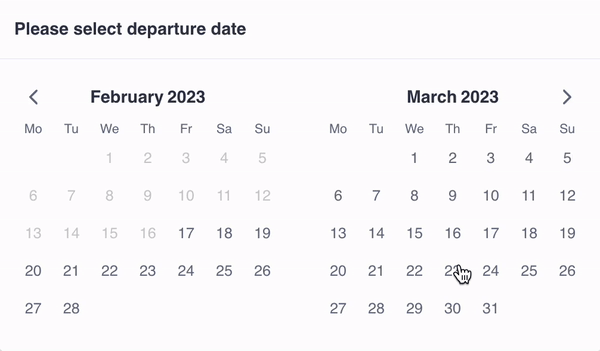 Please select departure date
February 2023
Mo Tu We Th Fr Sa Su
1 2 3 4 5
6 7 8 9 10 11 12
13 14 15 16 17 18 19
20 21 22 23 24 25 26
27 28
March 2023
Mo Tu We Th Fr Sa Su
1 2 3 4 5
6 7 8 9 10 11 12
13 14 15 16 17 18 19
20 21 22 23 24 25 26
27 28 29 30 31